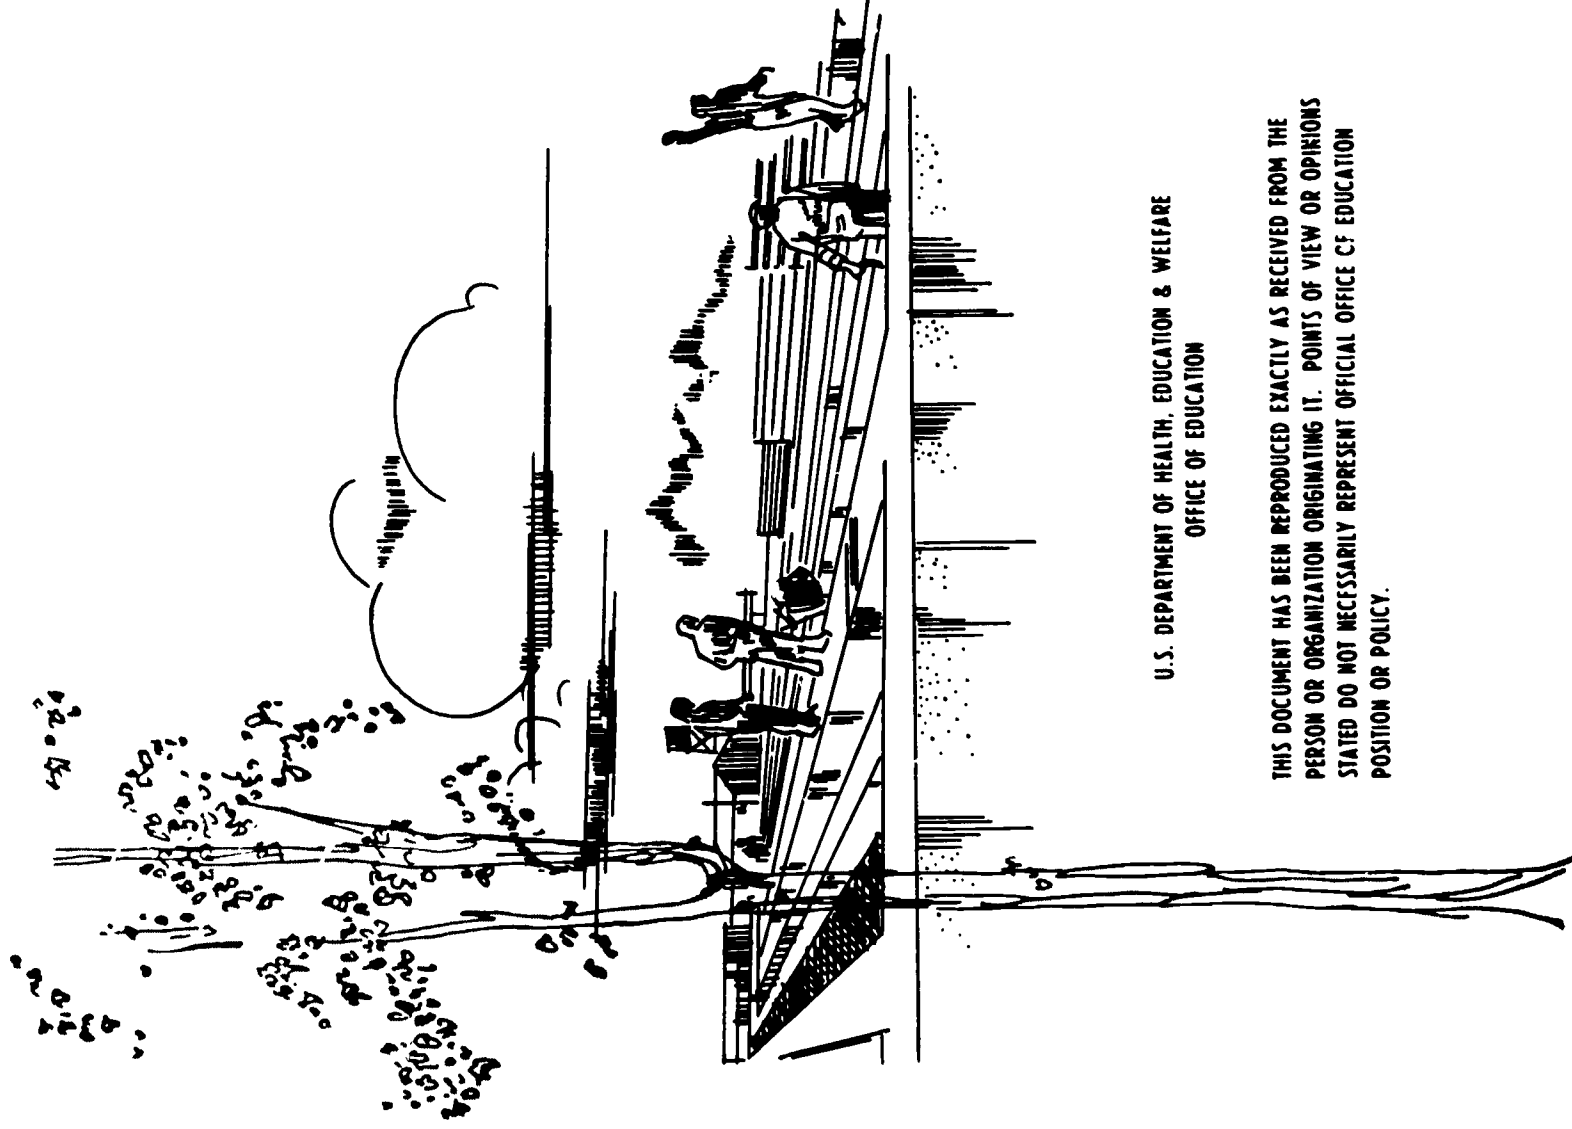 U.S. DEPARTMENT OF HEALTH, EDUCATION & WELFARE
OFFICE OF EDUCATION
THIS DOCUMENT HAS BEEN REPRODUCED EXACTLY AS RECEIVED FROM THE
PERSON OR ORGANIZATION ORIGINATING IT. POINTS OF VIEW OR OPINIONS
STATED DO NOT NECESSARILY REPRESENT OFFICIAL OFFICE CF EDUCATION
POSITION OR POLICY.